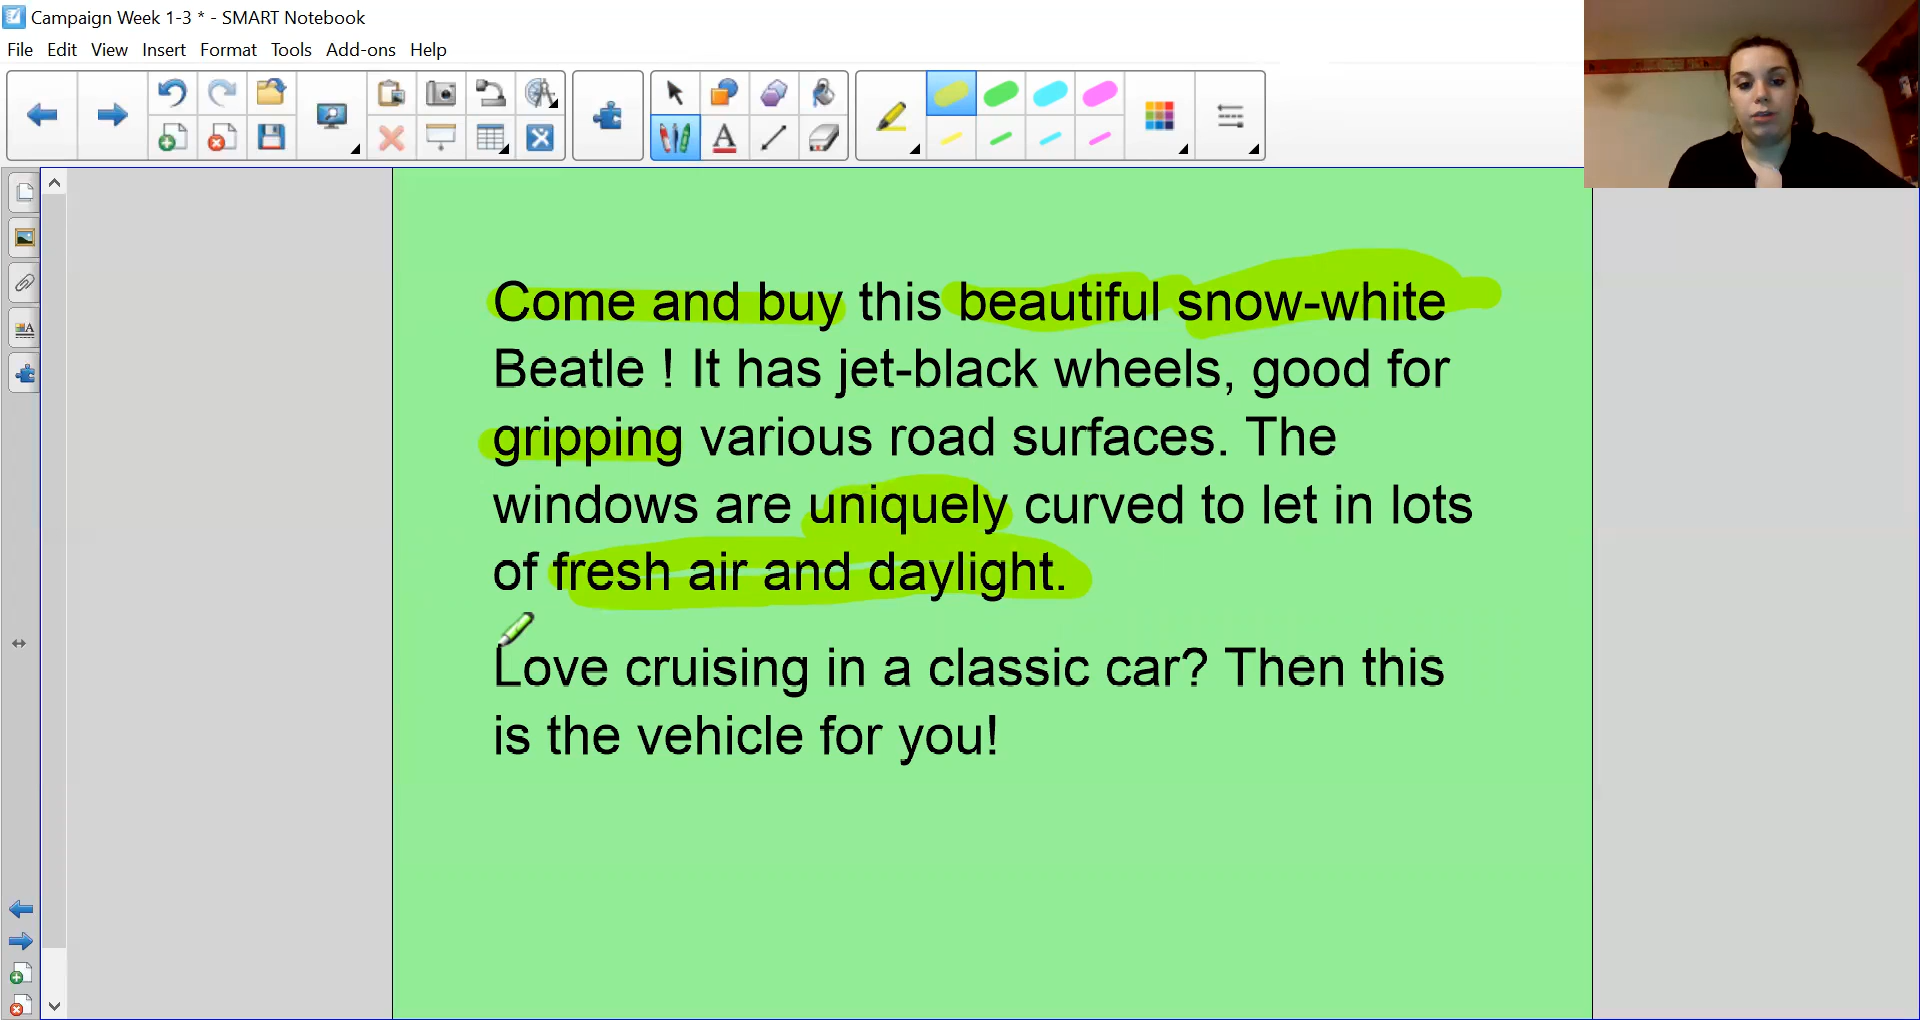 Campaign Week 1-3 * - SMART Notebook
File Edit View Insert Format Tools Add-ons Help
Come and buy this beautiful snow-white
Beatle ! It has jet-black wheels, good for
gripping various road surfaces. The
windows are uniquely curved to let in lots
of fresh air and daylight.
Love cruising in a classic car? Then this
is the vehicle for you!